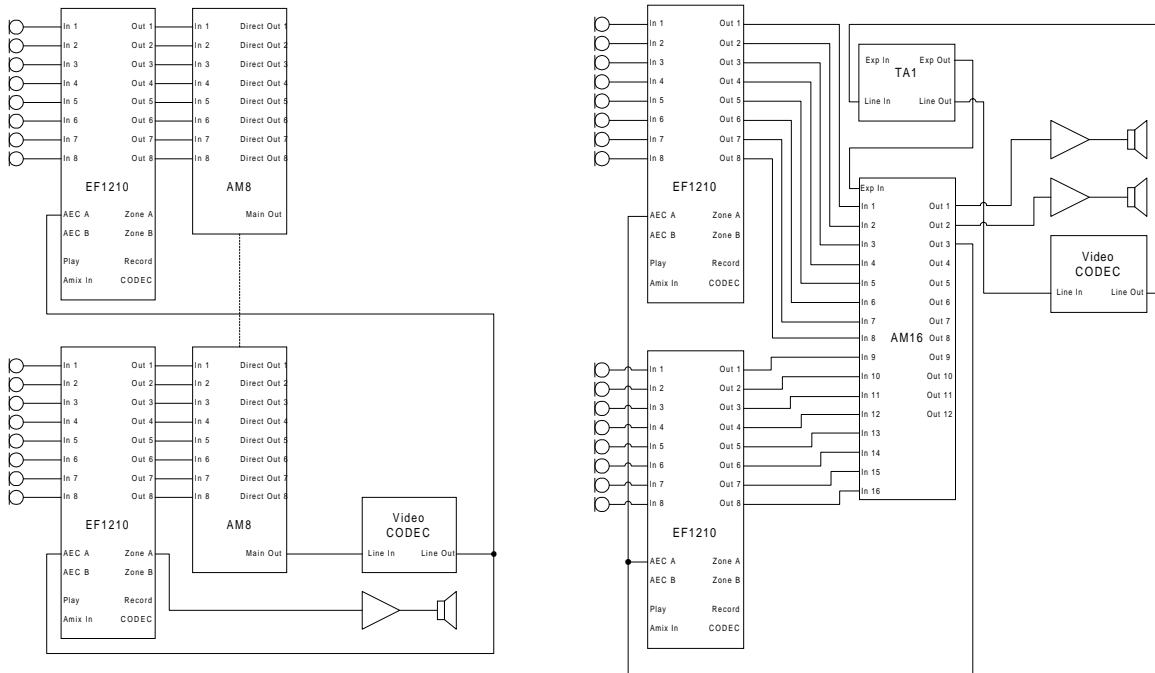 In 1 Out 1
In 2 Out 2
In 3 Out 3
In 4 Out 4
In 5 Out 5
In 6 Out 6
In 7 Out 7
In 8 Out 8
EF1210
AEC A Zone A
AEC B Zone B
Play Record
Amix In CODEC
In 1 Direct Out 1
In 2 Direct Out 2
In 3 Direct Out 3
In 4 Direct Out 4
In 5 Direct Out 5
In 6 Direct Out 6
In 7 Direct Out 7
In 8 Direct Out 8
AM8
Main Out
In 1 Out 1
In 2 Out 2
In 3 Out 3
In 4 Out 4
In 5 Out 5
In 6 Out 6
In 7 Out 7
In 8 Out 8
EF1210
AEC A Zone A
AEC B Zone B
Play Record
Amix In CODEC
In 1 Direct Out 1
In 2 Direct Out 2
In 3 Direct Out 3
In 4 Direct Out 4
In 5 Direct Out 5
In 6 Direct Out 6
In 7 Direct Out 7
In 8 Direct Out 8
AM8
Main Out
Video
CODEC
Line In Line Out
In 1 Out 1
In 2 Out 2
In 3 Out 3
In 4 Out 4
In 5 Out 5
In 6 Out 6
In 7 Out 7
In 8 Out 8
EF1210
AEC A Zone A
AEC B Zone B
Play Record
Amix In CODEC
In 1 Out 1
In 2 Out 2
In 3 Out 3
In 4 Out 4
In 5 Out 5
In 6 Out 6
In 7 Out 7
In 8 Out 8
EF1210
AEC A Zone A
AEC B Zone B
Play Record
Amix In CODEC
Exp In Exp Out
TA1
Line In Line Out
Exp In
In 1 Out 1
In 2 Out 2
In 3 Out 3
In 4 Out 4
In 5 Out 5
In 6 Out 6
In 7 Out 7
In 8 AM16 Out 8
In 9 Out 9
In 10 Out 10
In 11 Out 11
In 12 Out 12
In 13
In 14
In 15
In 16
Video
CODEC
Line In Line Out